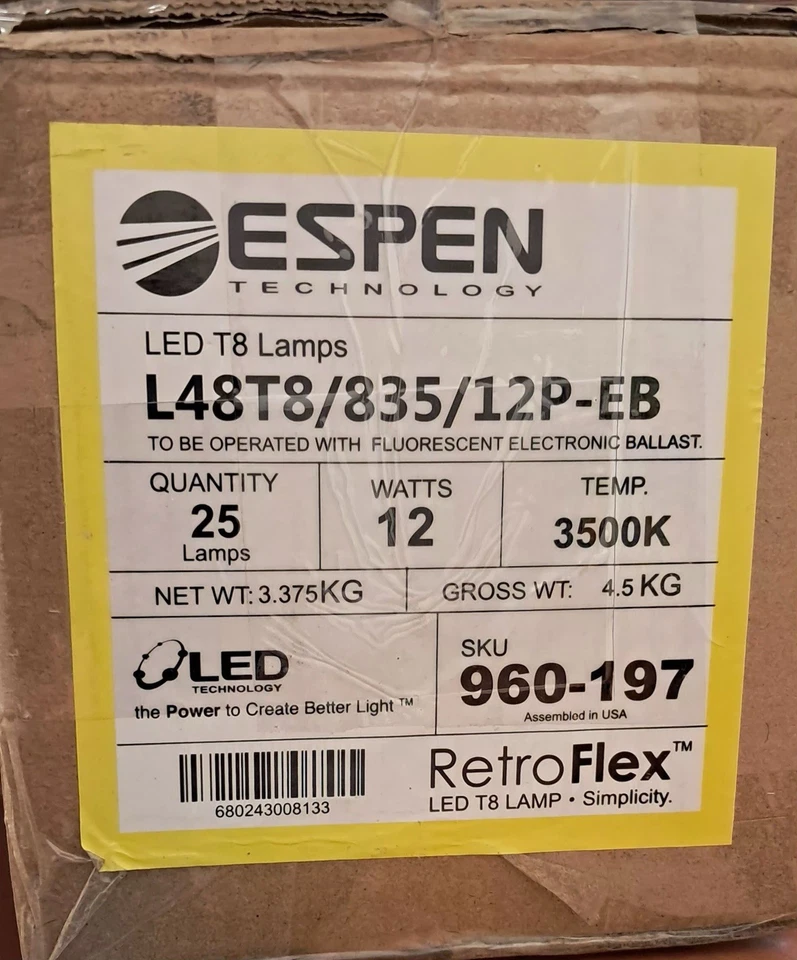 ESPEN
TECHNOLOGY
LED T8 Lamps
L48T8/835/12P-EB
TO BE OPERATED WITH FLUORESCENT ELECTRONIC BALLAST.
QUANTITY
25
Lamps
WATTS
12
TEMP.
3500K
NET WT: 3.375KG
GROSS WT: 4.5 KG
LED
TECHNOLOGY
the Power to Create Better Light ™
SKU
960-197
Assembled in USA
680243008133
RetroFlex™
LED T8 LAMP • Simplicity.